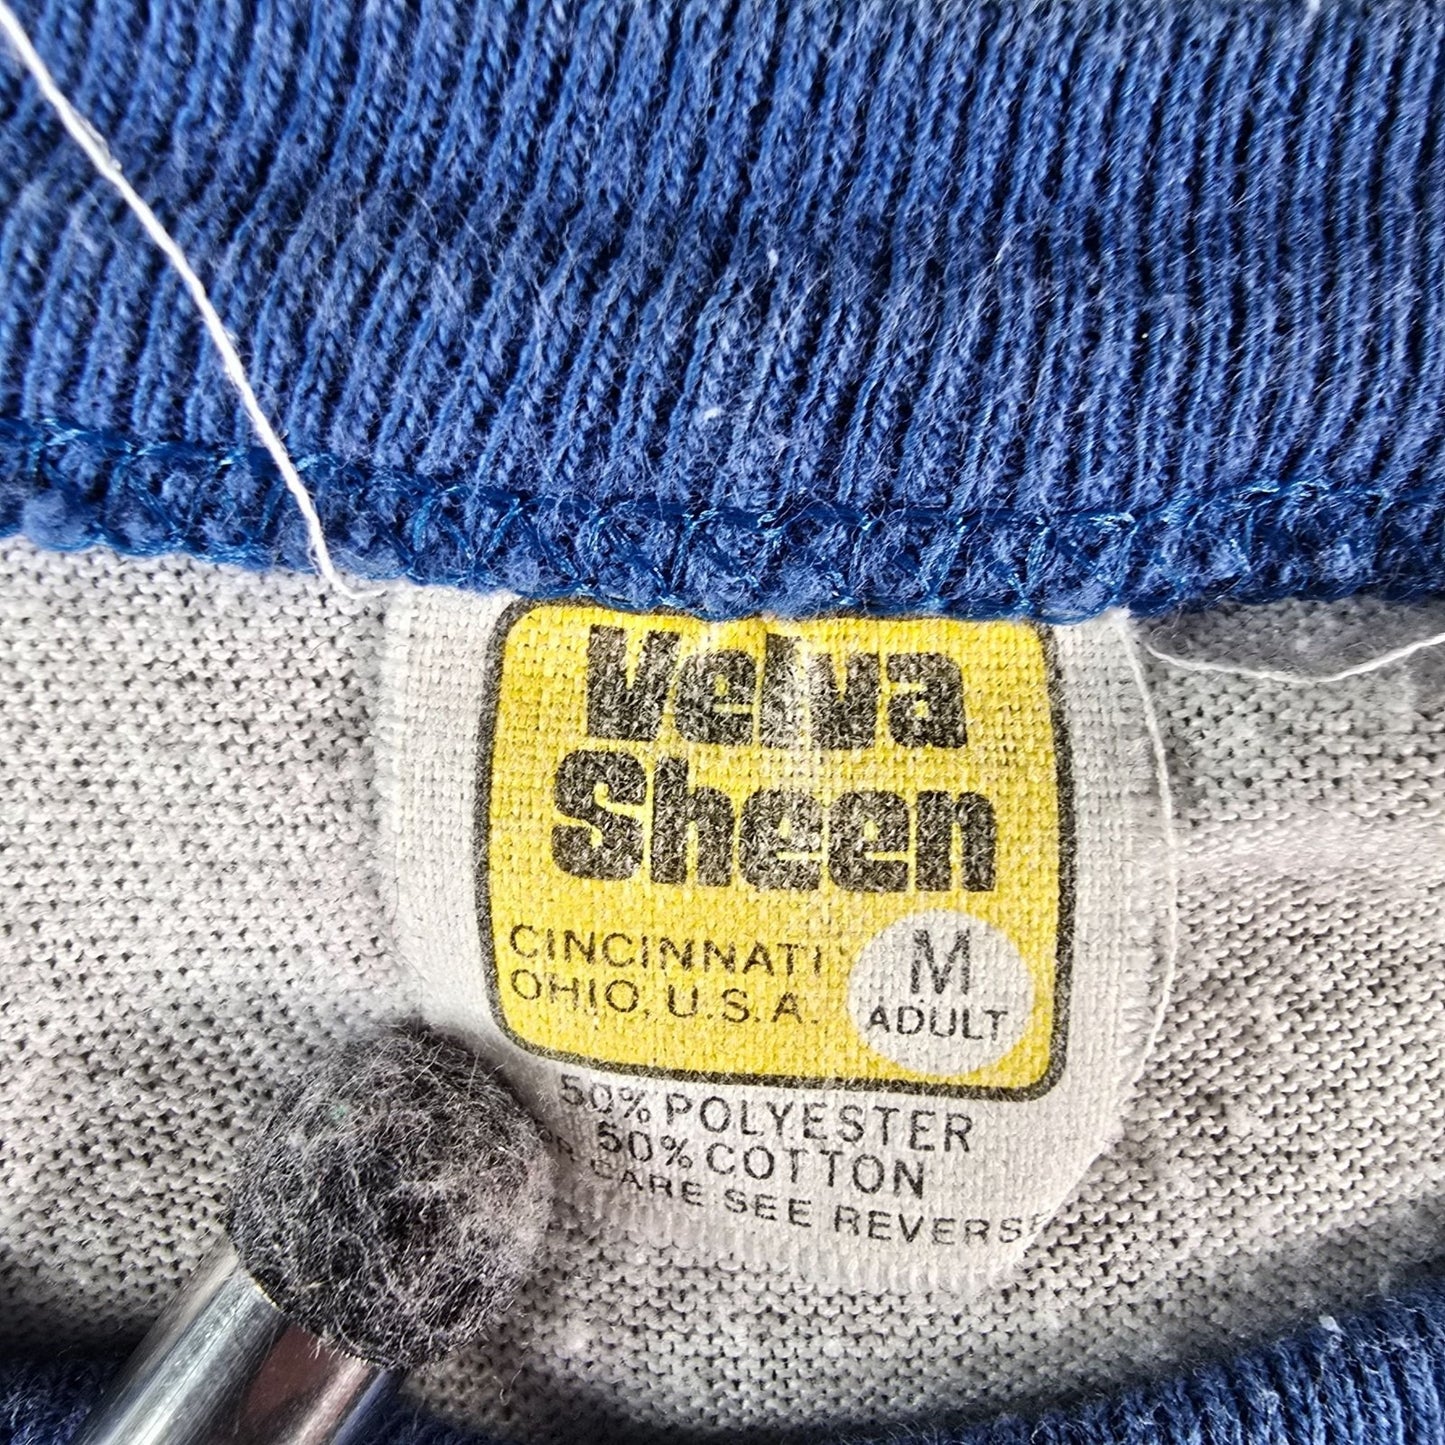 Velva
Sheen
CINCINNATI
OHIO, U.S.A.
M
ADULT
50% POLYESTER
50% COTTON
CARE SEE REVERSE